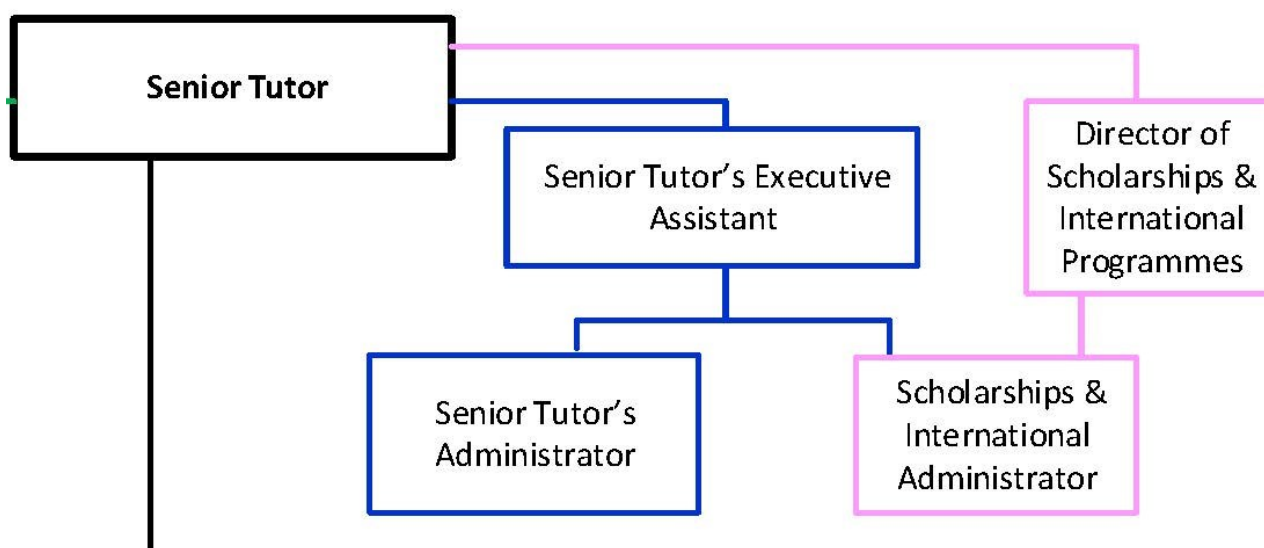 Senior Tutor
Senior Tutor’s Executive
Assistant
Director of
Scholarships &
International
Programmes
Senior Tutor’s
Administrator
Scholarships &
International
Administrator